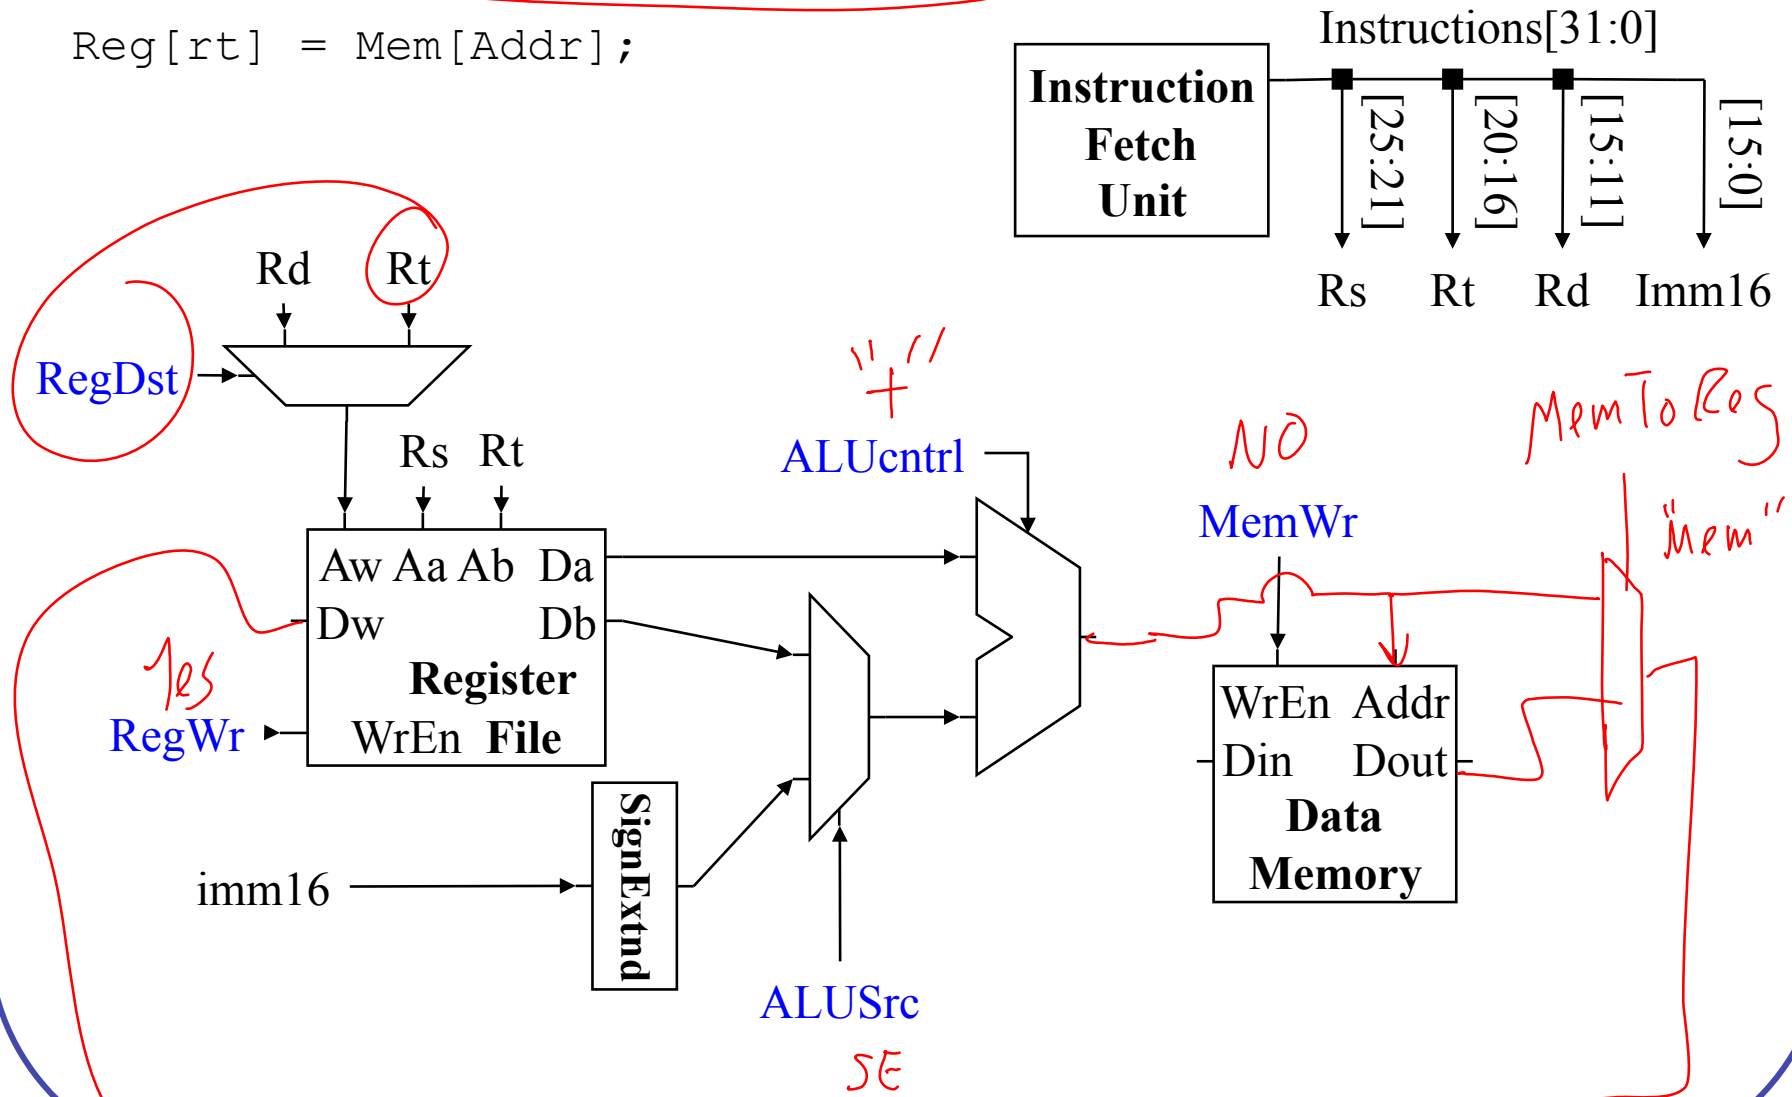 Reg[rt] = Mem[Addr];
Instructions[31:0]
Instruction
Fetch
Unit
[25:21]
[20:16]
[15:11]
[15:0]
Rs
Rt
Rd
Imm16
Rd
Rt
RegDst
Rs
Rt
"+"
ALUcntrl
NO
MemWr
MemToReg
"Mem"
Aw Aa Ab Da
Dw
Db
Register
WrEn File
Yes
RegWr
WrEn Addr
Din
Dout
Data
Memory
SignExtnd
imm16
ALUSrc
SE